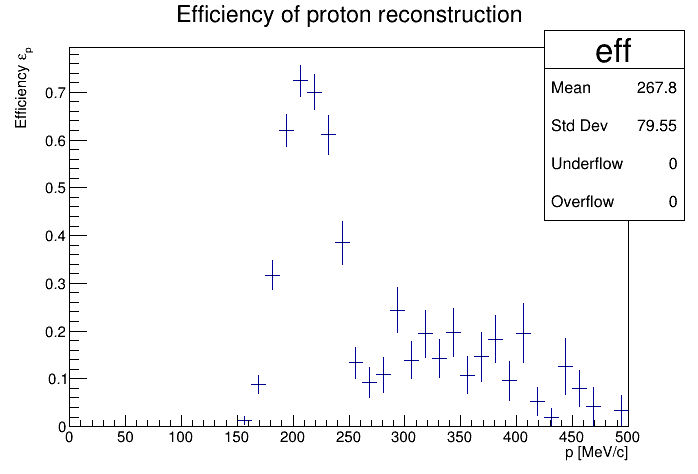 Efficiency of proton reconstruction
eff
Mean 267.8
Std Dev 79.55
Underflow 0
Overflow 0
Efficiency εp
0.7
0.6
0.5
0.4
0.3
0.2
0.1
0
0 50 100 150 200 250 300 350 400 450 500
p [MeV/c]